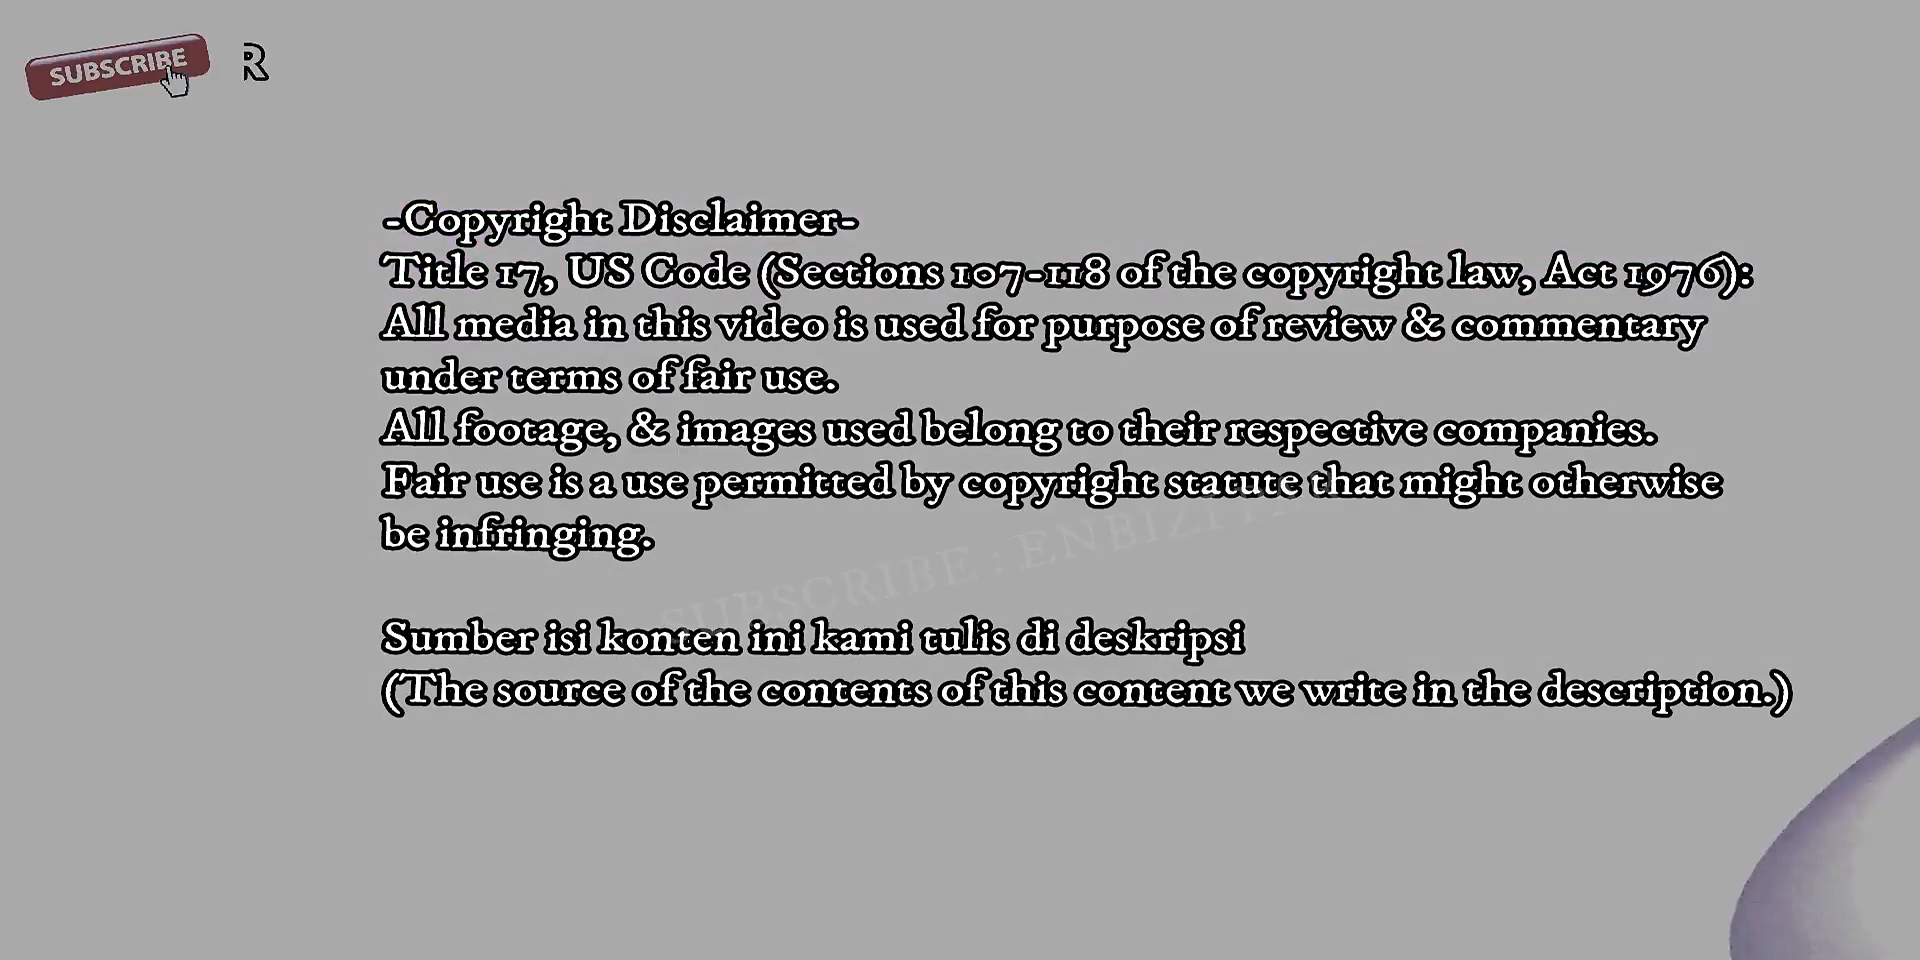 SUBSCRIBE R
-Copyright Disclaimer-
Title 17, US Code (Sections 107-118 of the copyright law, Act 1976):
All media in this video is used for purpose of review & commentary
under terms of fair use.
All footage, & images used belong to their respective companies.
Fair use is a use permitted by copyright statute that might otherwise
be infringing.
SUBSCRIBE :
Sumber isi konten ini kami tulis di deskripsi
(The source of the contents of this content we write in the description.)